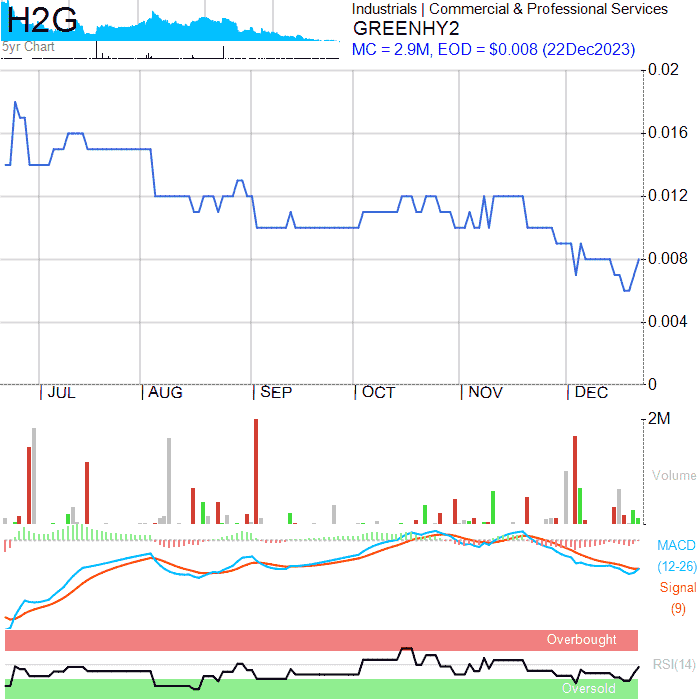 H2G
5yr Chart
Industrials | Commercial & Professional Services
GREENHY2
MC = 2.9M, EOD = $0.008 (22Dec2023)
0.02
0.016
0.012
0.008
0.004
0
JUL AUG SEP OCT NOV DEC
2M
Volume
MACD
(12-26)
Signal
(9)
Overbought
RSI(14)
Oversold